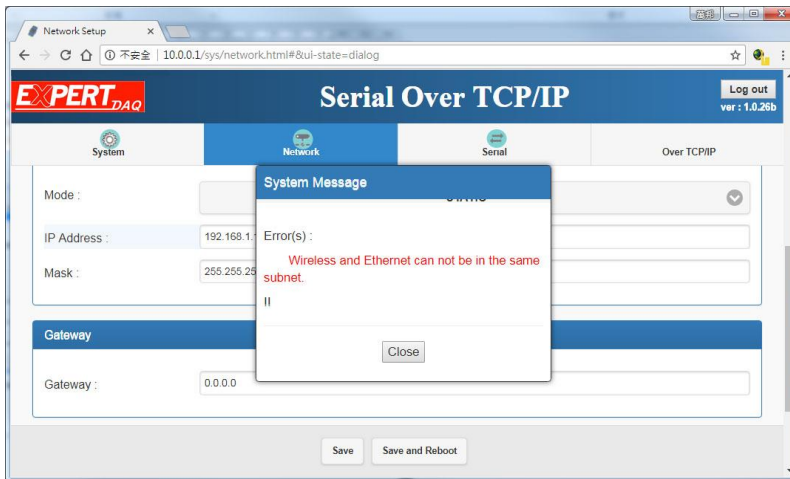 Network Setup
不安全 | 10.0.0.1/sys/network.html#&ui-state=dialog
EXPERT DAQ
Serial Over TCP/IP
Log out
ver : 1.0.26b
System
Network
Serial
Over TCP/IP
System Message
Mode :
IP Address :
192.168.1.
Error(s) :
Wireless and Ethernet can not be in the same
subnet.
Mask :
255.255.25
!!
Close
Gateway
Gateway :
0.0.0.0
Save
Save and Reboot